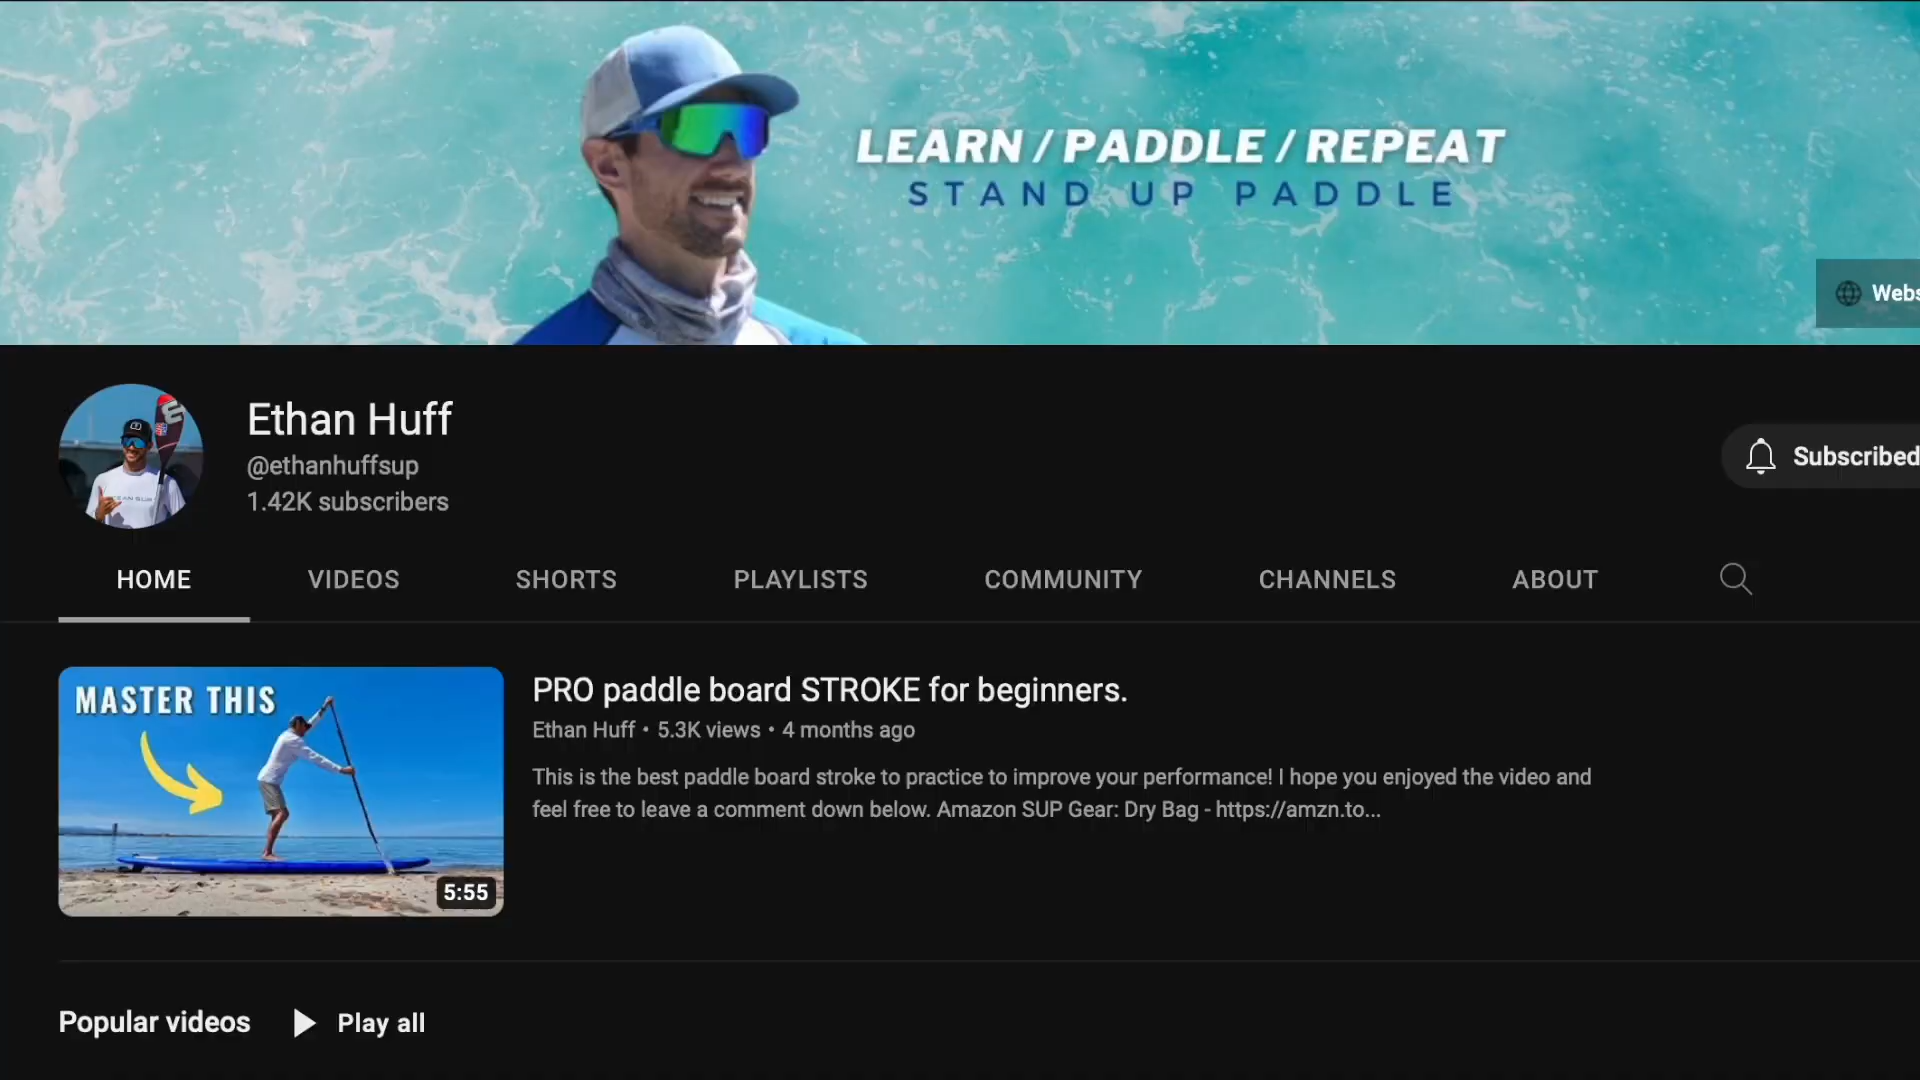 LEARN / PADDLE / REPEAT
STAND UP PADDLE
Ethan Huff
@ethanhuffsup
1.42K subscribers
Subscribed
HOME
VIDEOS
SHORTS
PLAYLISTS
COMMUNITY
CHANNELS
ABOUT
MASTER THIS
5:55
PRO paddle board STROKE for beginners.
Ethan Huff • 5.3K views • 4 months ago
This is the best paddle board stroke to practice to improve your performance! I hope you enjoyed the video and
feel free to leave a comment down below. Amazon SUP Gear: Dry Bag - https://amzn.to...
Popular videos
Play all